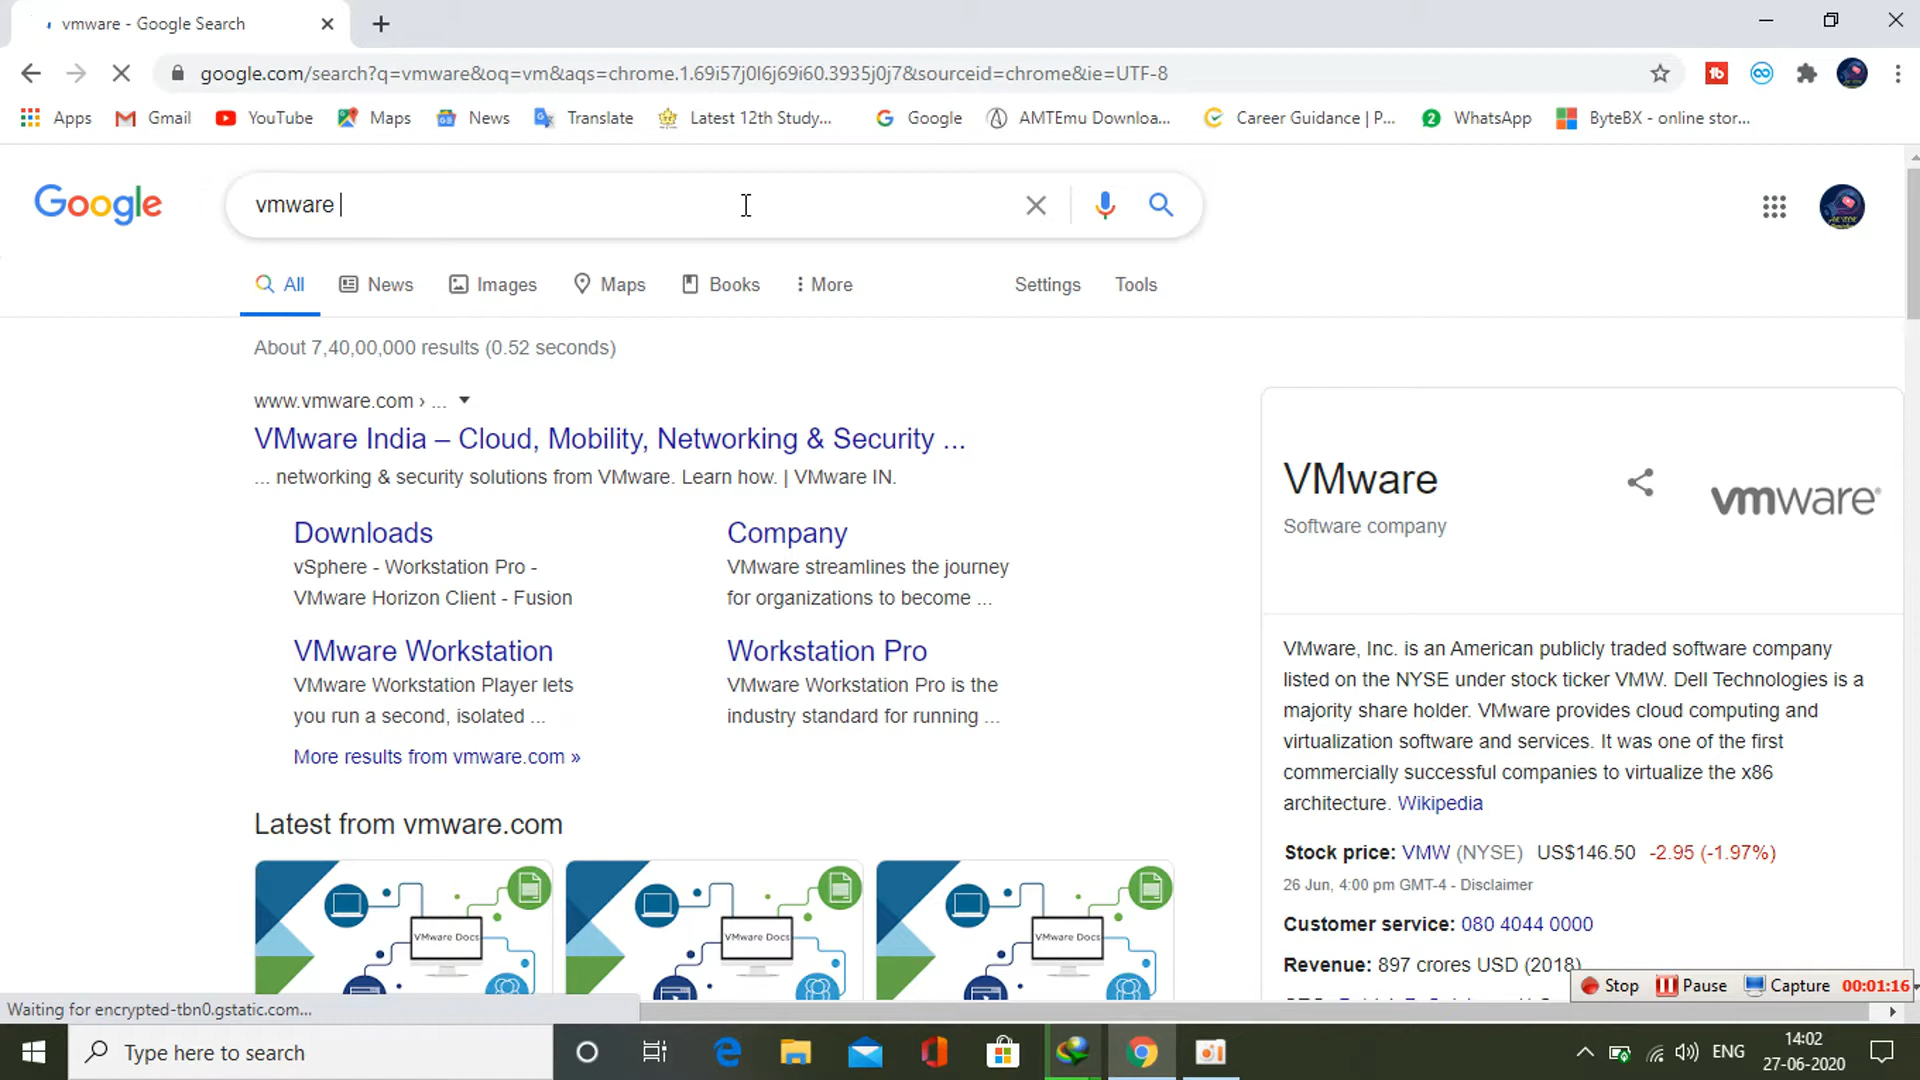 vmware - Google Search
google.com/search?q=vmware&oq=vm&aqs=chrome.1.69i57j0l6j69i60.3935j0j7&sourceid=chrome&ie=UTF-8
Apps Gmail YouTube Maps News Translate Latest 12th Study... Google AMTEmu Downloa... Career Guidance | P... 2 WhatsApp ByteBX - online stor...
Google vmware
All News Images Maps Books More Settings Tools
About 7,40,00,000 results (0.52 seconds)
www.vmware.com › ...
VMware India – Cloud, Mobility, Networking & Security ...
... networking & security solutions from VMware. Learn how. | VMware IN.
Downloads
vSphere - Workstation Pro -
VMware Horizon Client - Fusion
Company
VMware streamlines the journey
for organizations to become ...
VMware Workstation
VMware Workstation Player lets
you run a second, isolated ...
Workstation Pro
VMware Workstation Pro is the
industry standard for running ...
More results from vmware.com »
Latest from vmware.com
VMware Docs
VMware Docs
VMware Docs
VMware
Software company
vmware®
VMware, Inc. is an American publicly traded software company
listed on the NYSE under stock ticker VMW. Dell Technologies is a
majority share holder. VMware provides cloud computing and
virtualization software and services. It was one of the first
commercially successful companies to virtualize the x86
architecture. Wikipedia
Stock price: VMW (NYSE) US$146.50 -2.95 (-1.97%)
26 Jun, 4:00 pm GMT-4 - Disclaimer
Customer service: 080 4044 0000
Revenue: 897 crores USD (2018)
Stop Pause Capture 00:01:16
Waiting for encrypted-tbn0.gstatic.com...
Type here to search
ENG
14:02
27-06-2020